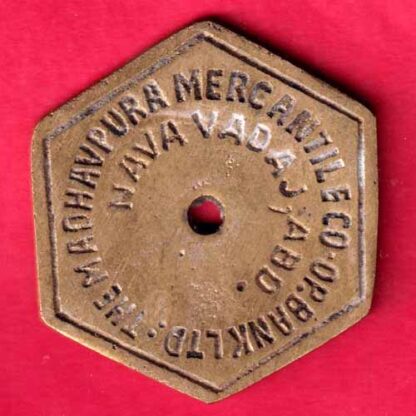 THE MADHAVPURA MERCANTILE CO-OP. BANK LTD.
NAVA VADAJ, ABD.